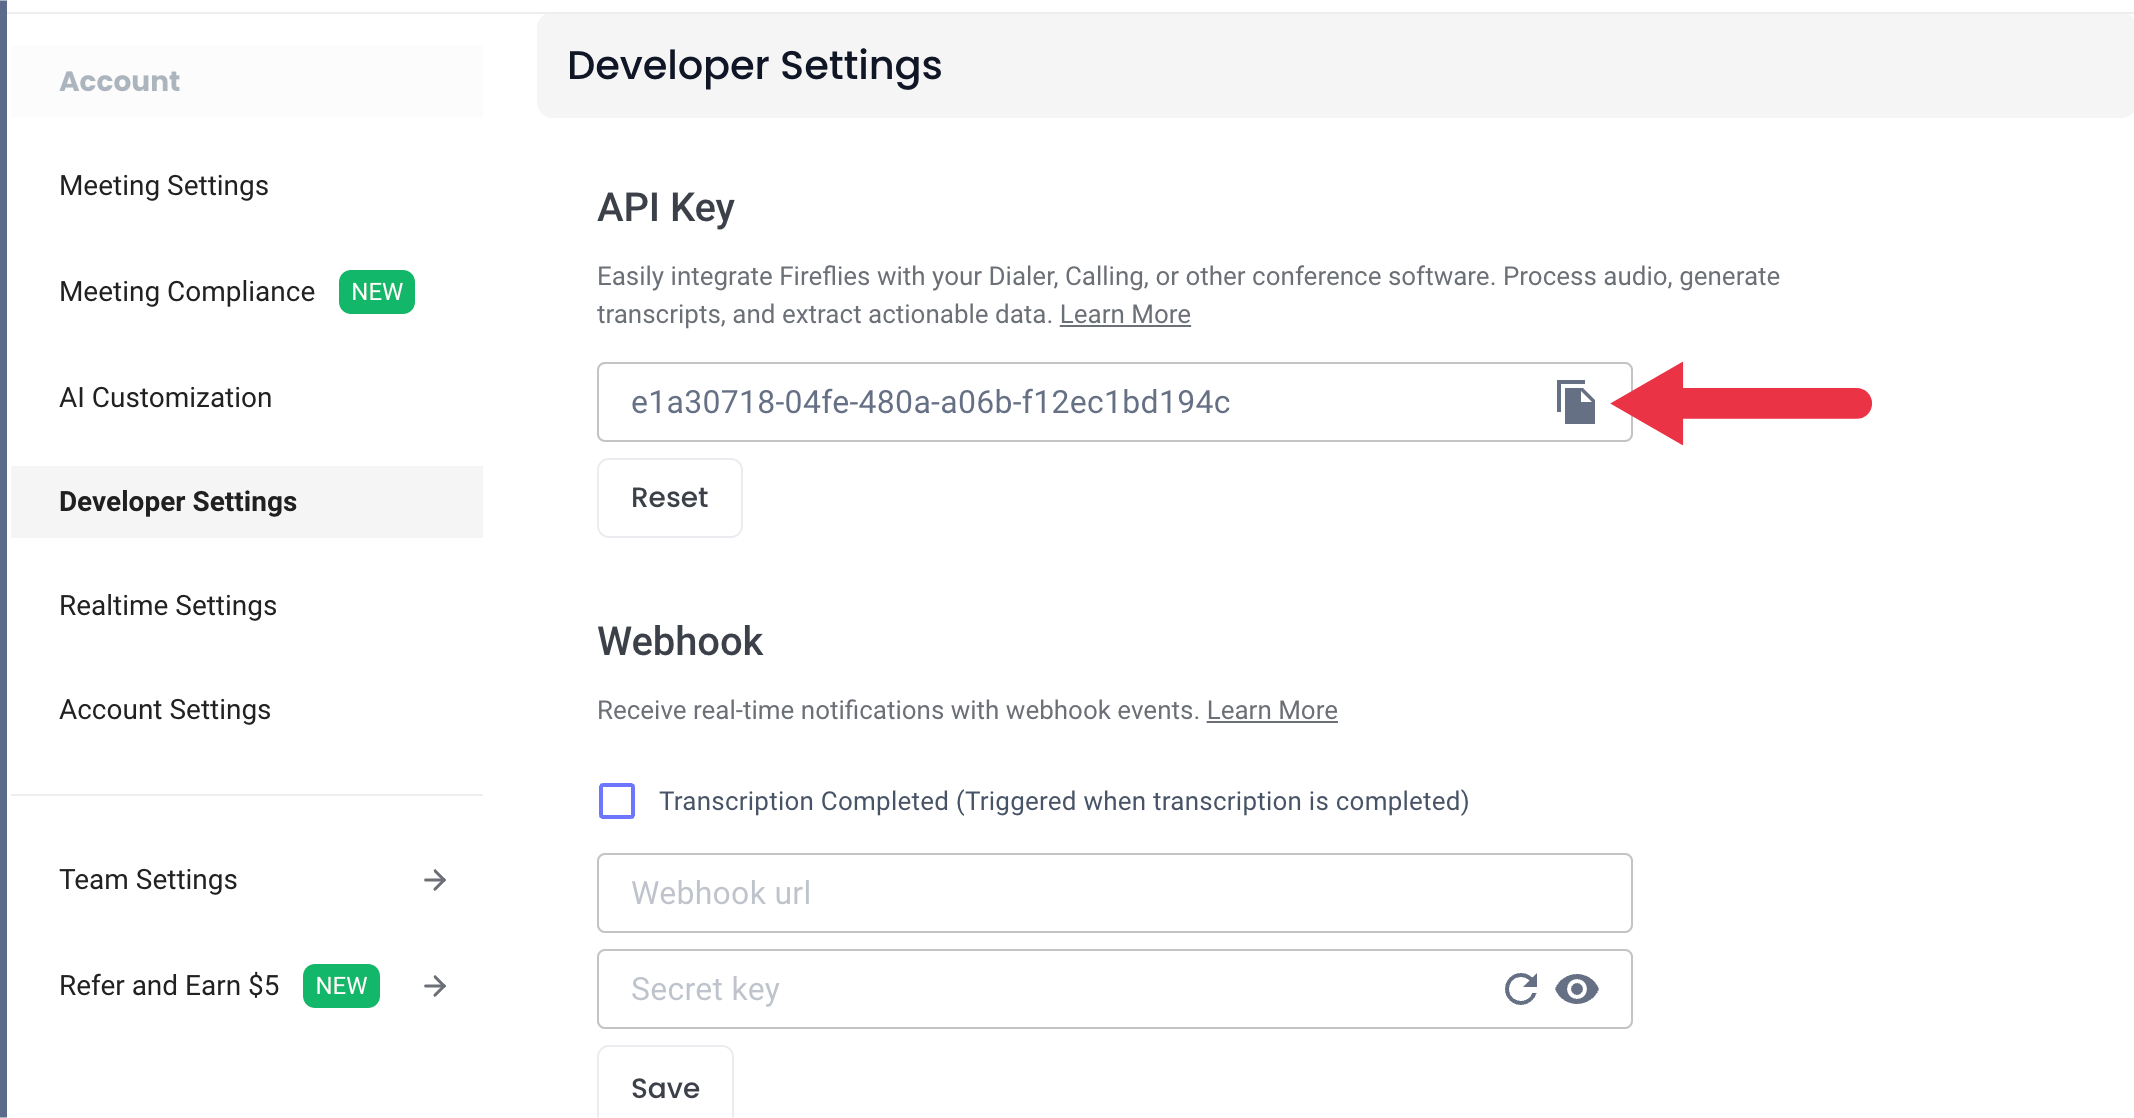 Account
Meeting Settings
Meeting Compliance NEW
AI Customization
Developer Settings
Realtime Settings
Account Settings
Team Settings
Refer and Earn $5 NEW
Developer Settings
API Key
Easily integrate Fireflies with your Dialer, Calling, or other conference software. Process audio, generate
transcripts, and extract actionable data. Learn More
e1a30718-04fe-480a-a06b-f12ec1bd194c
Reset
Webhook
Receive real-time notifications with webhook events. Learn More
Transcription Completed (Triggered when transcription is completed)
Webhook url
Secret key
Save